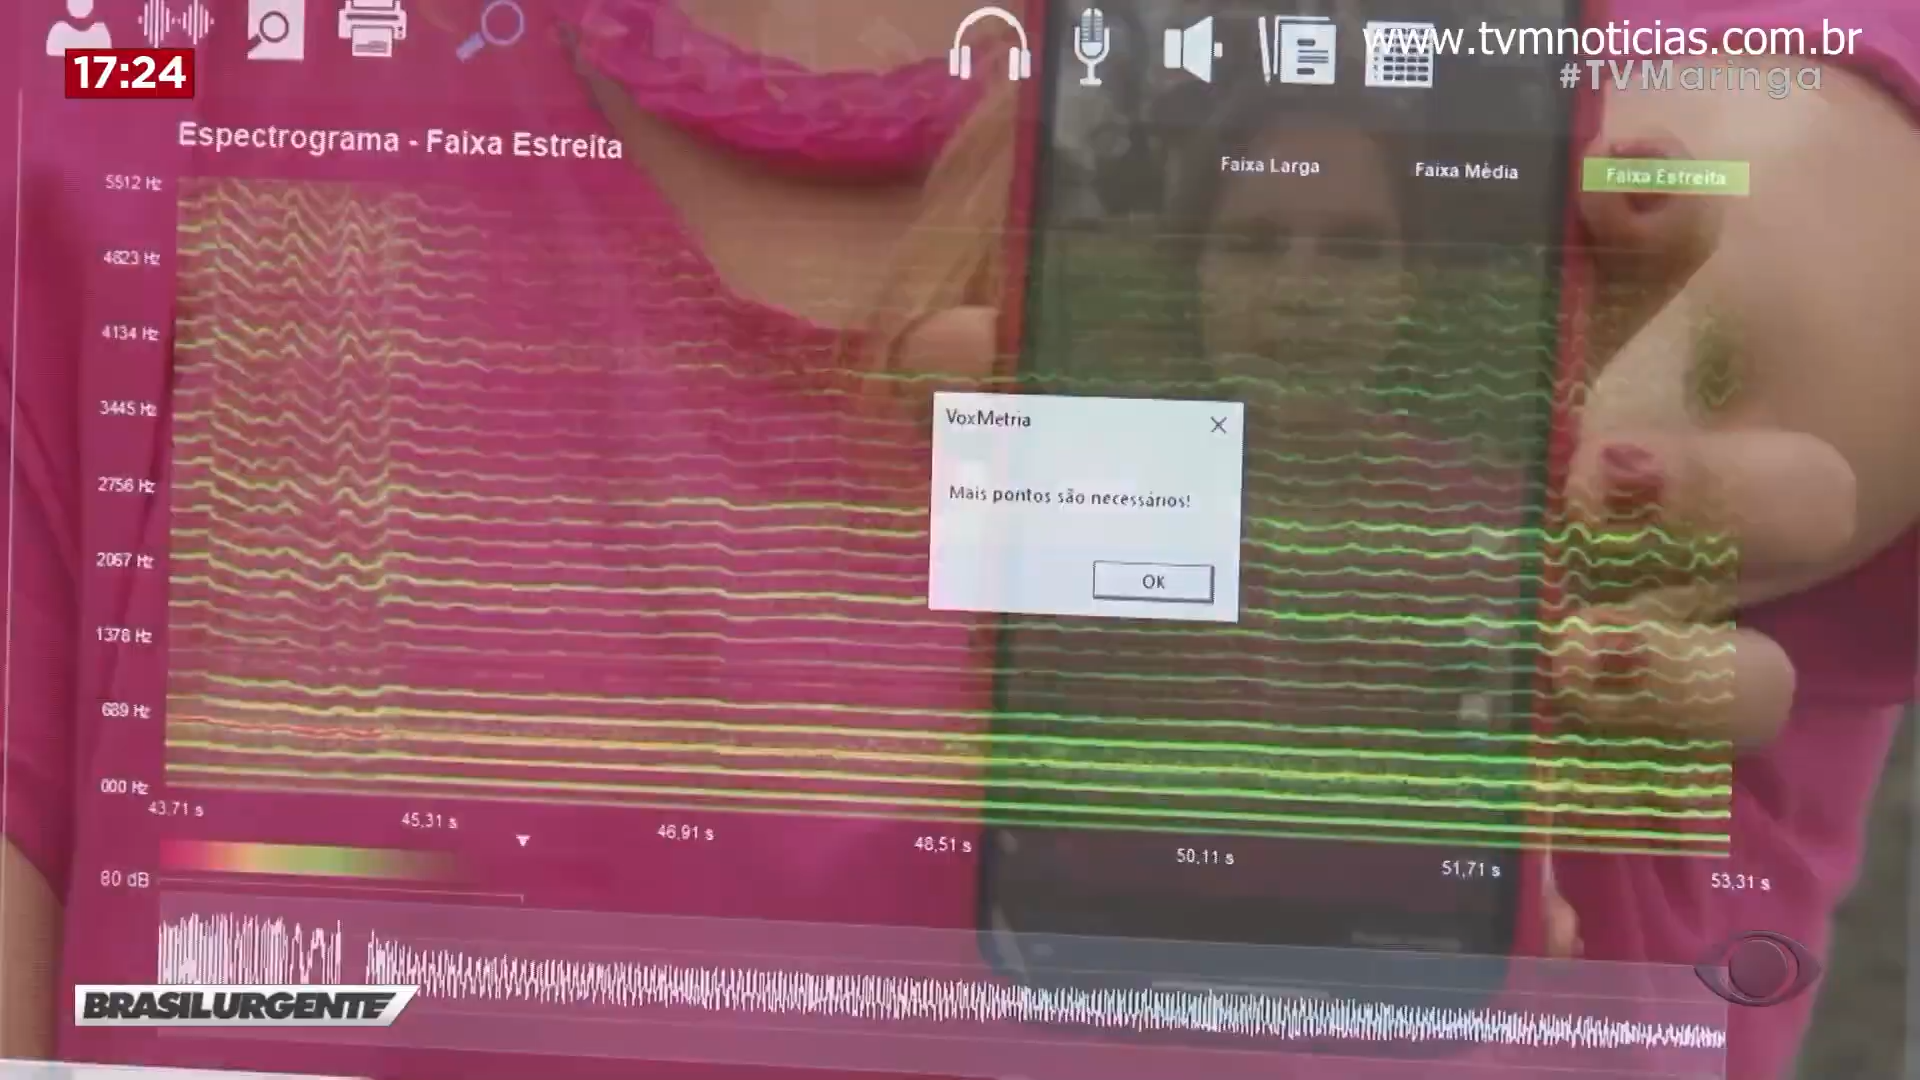 www.tvmnoticias.com.br
#TVMaringa
17:24
Espectrograma - Faixa Estreita
Faixa Larga
Faixa Média
Faixa Estreita
5512 Hz
4823 Hz
4134 Hz
3445 Hz
2756 Hz
2067 Hz
1378 Hz
689 Hz
000 Hz
VoxMetria
Mais pontos são necessários!
OK
43,71 s
45,31 s
46,91 s
48,51 s
50,11 s
51,71 s
53,31 s
80 dB
BRASILURGENTE